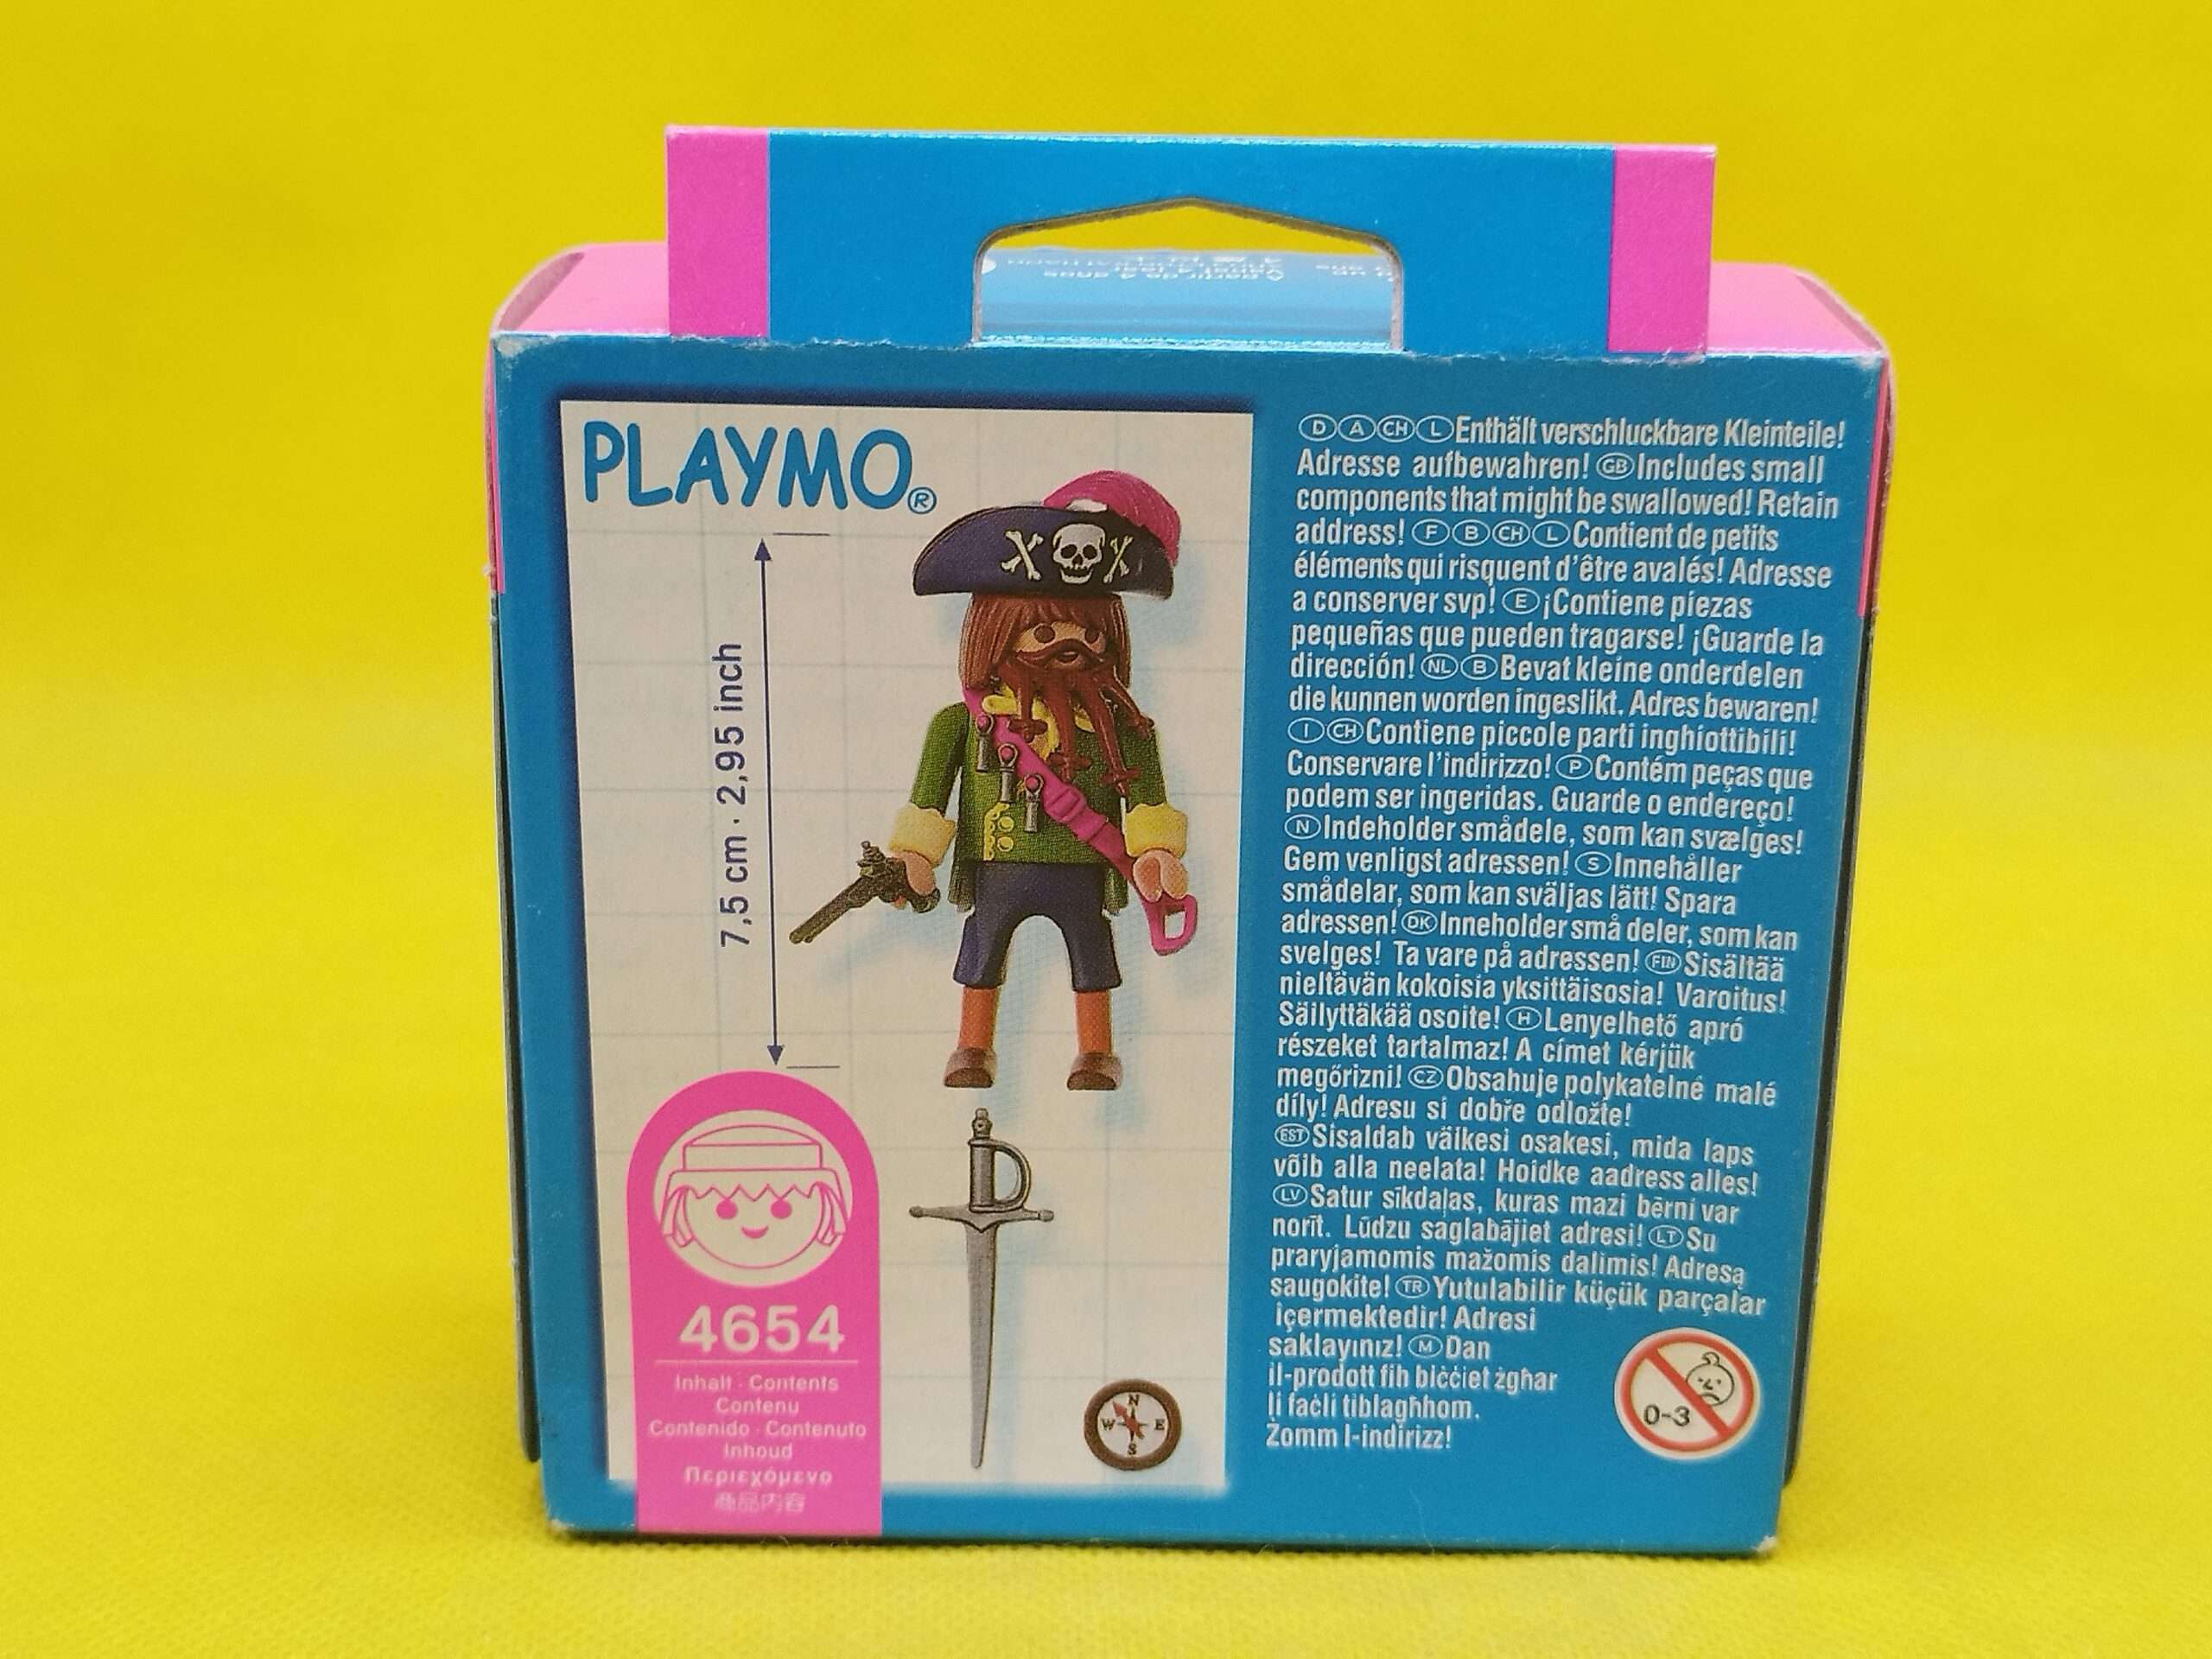 PLAYMO®
7,5 cm · 2,95 inch
4654
Inhalt · Contents
Contenu
Contenido · Contenuto
Inhoud
Περιεχόμενο
商品内容
N
W E
S
D A CH L Enthält verschluckbare Kleinteile!
Adresse aufbewahren! GB Includes small
components that might be swallowed! Retain
address! F B CH L Contient de petits
éléments qui risquent d'être avalés! Adresse
a conserver svp! E ¡Contiene piezas
pequeñas que pueden tragarse! ¡Guarde la
dirección! NL B Bevat kleine onderdelen
die kunnen worden ingeslikt. Adres bewaren!
I CH Contiene piccole parti inghiottibili!
Conservare l'indirizzo! P Contém peças que
podem ser ingeridas. Guarde o endereço!
N Indeholder smådele, som kan svælges!
Gem venligst adressen! S Innehåller
smådelar, som kan sväljas lätt! Spara
adressen! DK Inneholder små deler, som kan
svelges! Ta vare på adressen! FIN Sisältää
nieltävän kokoisia yksittäisosia! Varoitus!
Säilyttäkää osoite! H Lenyelhető apró
részeket tartalmaz! A címet kérjük
megőrizni! CZ Obsahuje polykatelné malé
díly! Adresu si dobře odložte!
EST Sisaldab väikesi osakesi, mida laps
võib alla neelata! Hoidke aadress alles!
LV Satur sīkdaļas, kuras mazi bērni var
norīt. Lūdzu saglabājiet adresi! LT Su
praryjamomis mažomis dalimis! Adresą
saugokite! TR Yutulabilir küçük parçalar
içermektedir! Adresi
saklayınız! M Dan
il-prodott fih biċċiet żgħar
li faċli tiblagħhom.
Żomm l-indirizz!
0-3